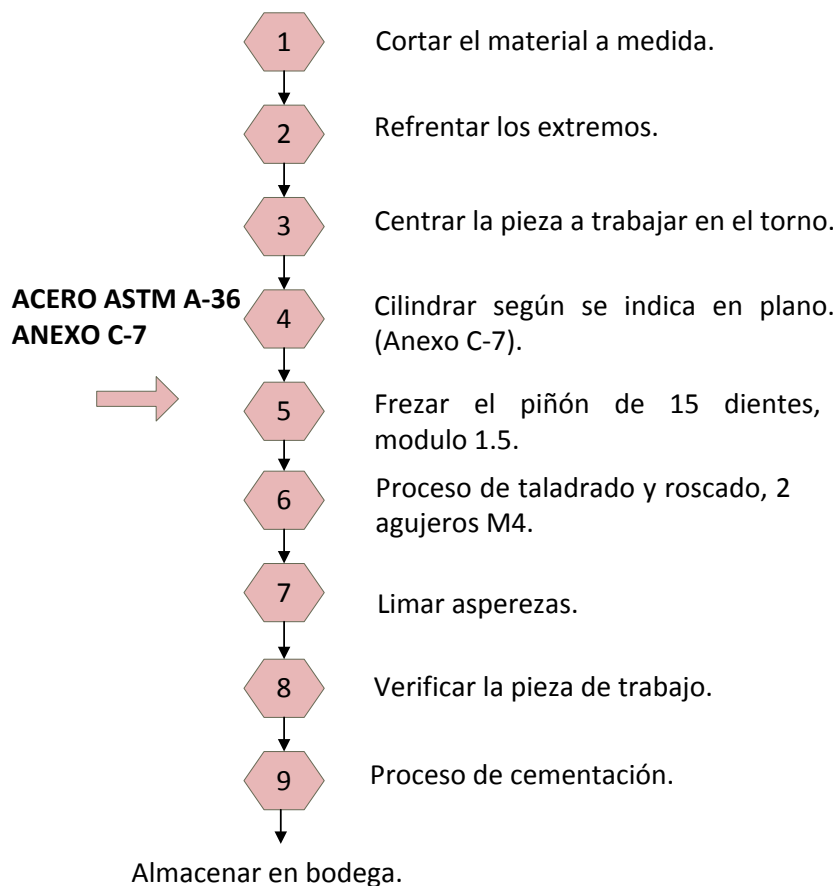 1
Cortar el material a medida.
2
Refrentar los extremos.
3
Centrar la pieza a trabajar en el torno.
ACERO ASTM A-36
ANEXO C-7
4
Cilindrar según se indica en plano.
(Anexo C-7).
5
Frezar el piñón de 15 dientes,
modulo 1.5.
6
Proceso de taladrado y roscado, 2
agujeros M4.
7
Limar asperezas.
8
Verificar la pieza de trabajo.
9
Proceso de cementación.
Almacenar en bodega.